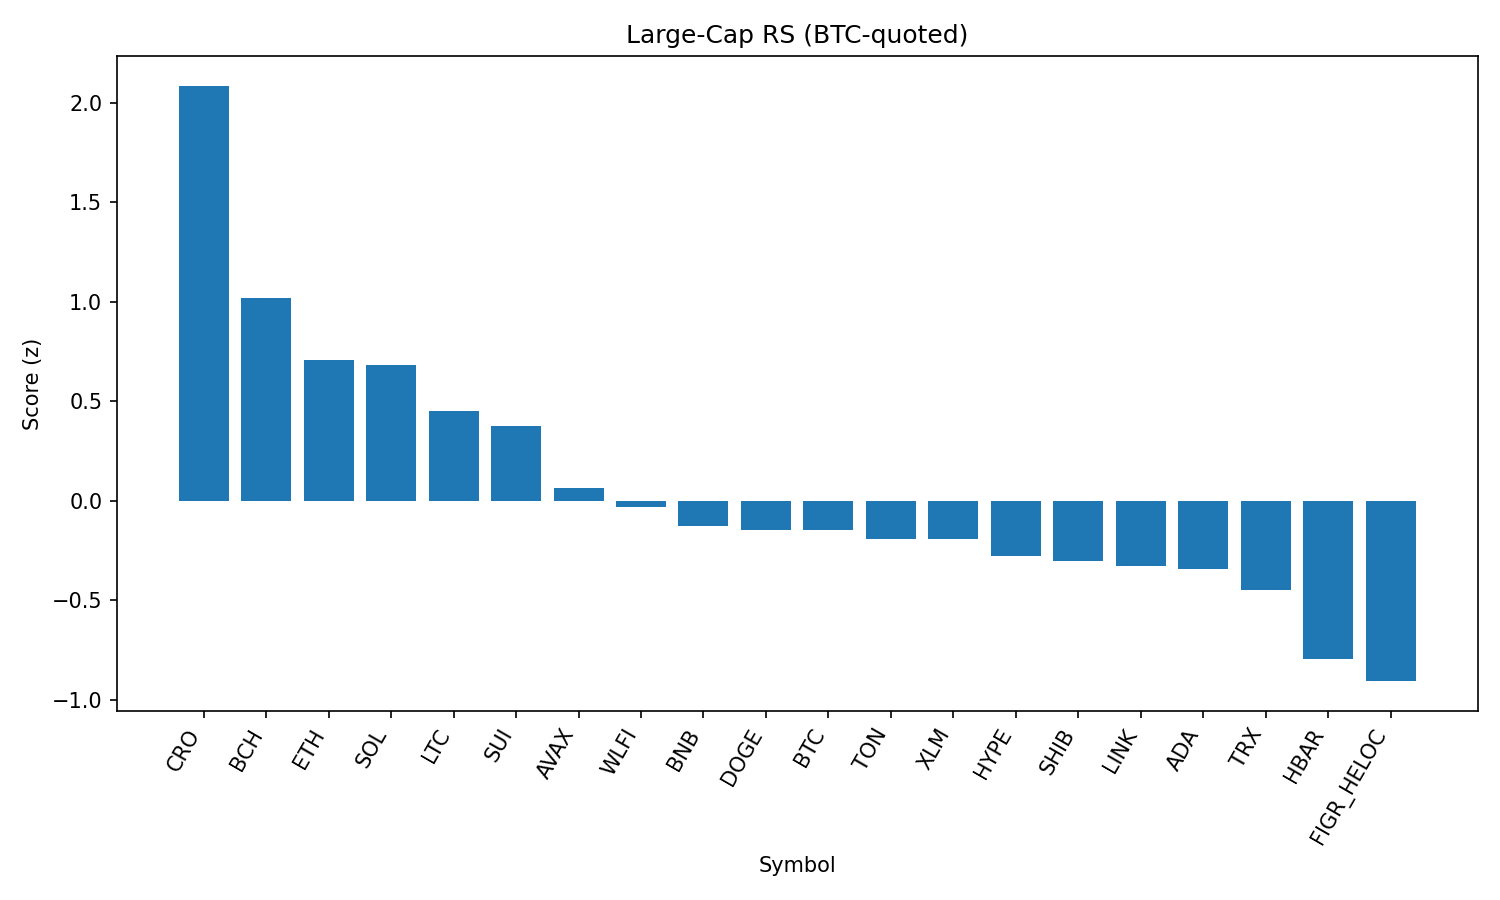 Large-Cap RS (BTC-quoted)
Score (z)
2.0
1.5
1.0
0.5
0.0
−0.5
−1.0
CRO
BCH
ETH
SOL
LTC
SUI
AVAX
WLFI
BNB
DOGE
BTC
TON
XLM
HYPE
SHIB
LINK
ADA
TRX
HBAR
FIGR_HELOC
Symbol